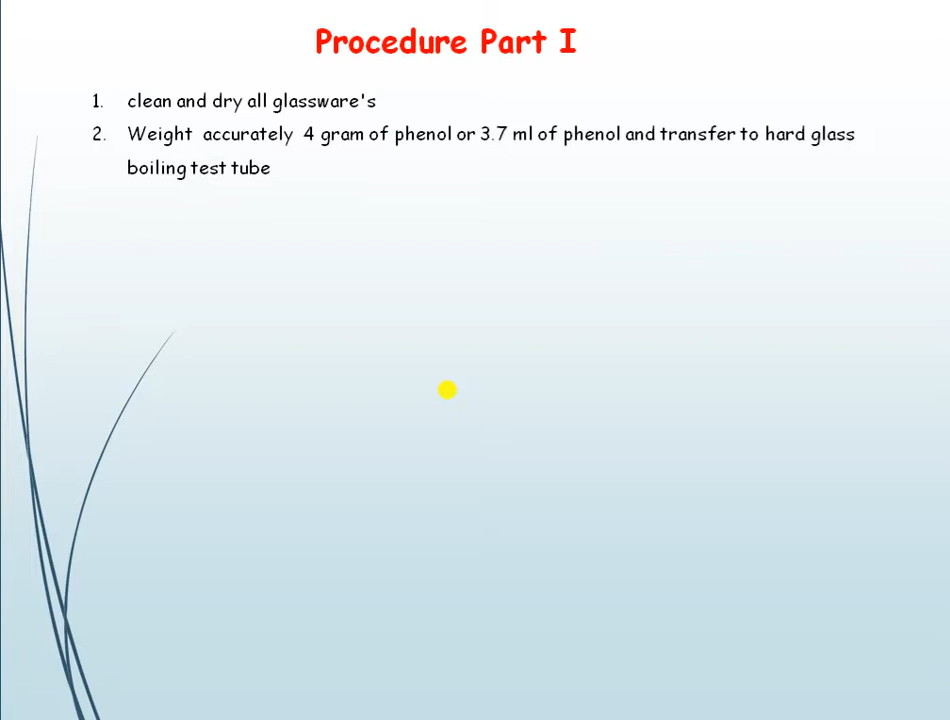 Procedure Part I
1. clean and dry all glassware's
2. Weight accurately 4 gram of phenol or 3.7 ml of phenol and transfer to hard glass
boiling test tube